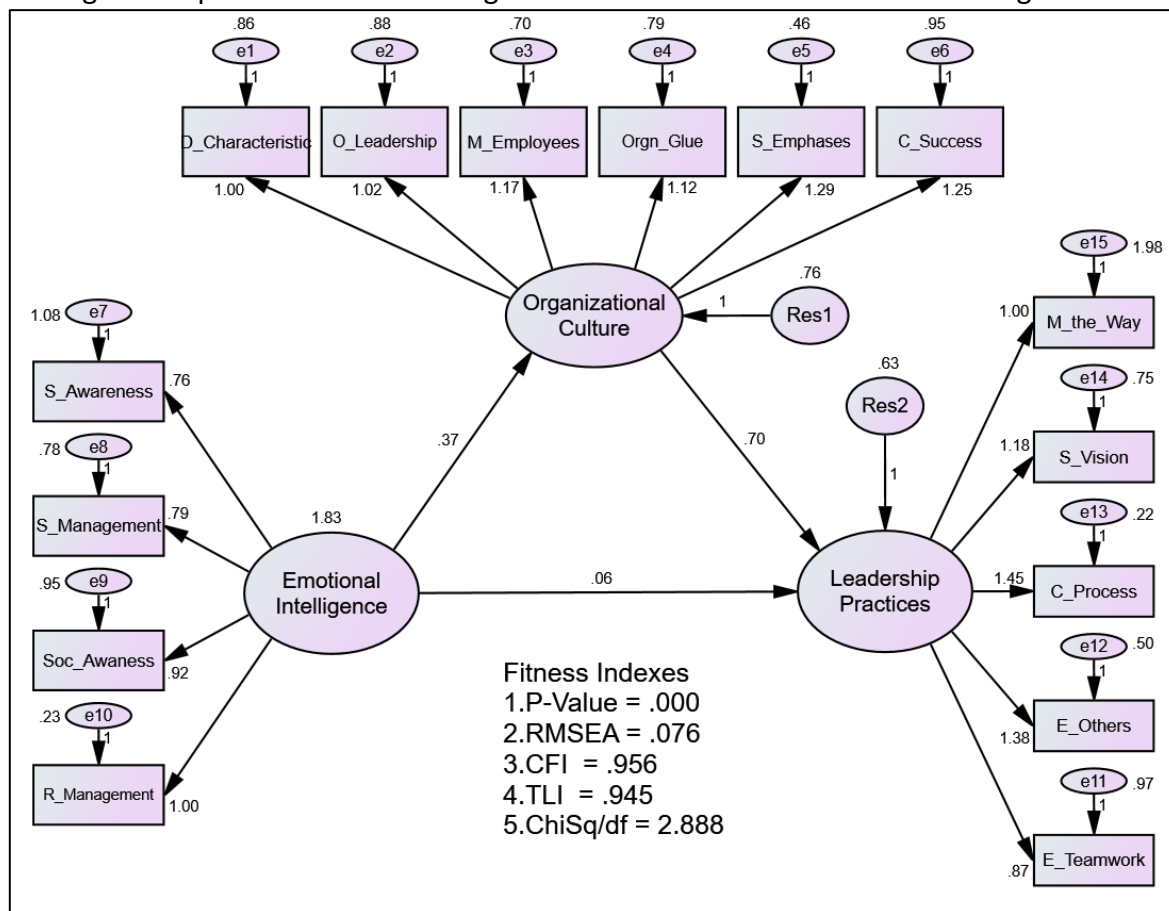 .86 .88 .70 .79 .46 .95
e1 e2 e3 e4 e5 e6
1 1 1 1 1 1
D_Characteristic O_Leadership M_Employees Orgn_Glue S_Emphases C_Success
1.00 1.02 1.17 1.12 1.29 1.25
Organizational
Culture
.76
1
Res1
1.08
e7
1
S_Awareness
.76
.78
e8
1
S_Management
.79
.95
e9
1
Soc_Awaness
.92
.23
e10
1
R_Management
1.00
1.83
Emotional
Intelligence
.37
.70
.06
.63
Res2
1
Leadership
Practices
e15
1.98
1
1.00
M_the_Way
e14
.75
1
1.18
S_Vision
e13
.22
1
1.45
C_Process
e12
.50
1
E_Others
1.38
e11
.97
1
E_Teamwork
.87
Fitness Indexes
1.P-Value = .000
2.RMSEA = .076
3.CFI = .956
4.TLI = .945
5.ChiSq/df = 2.888